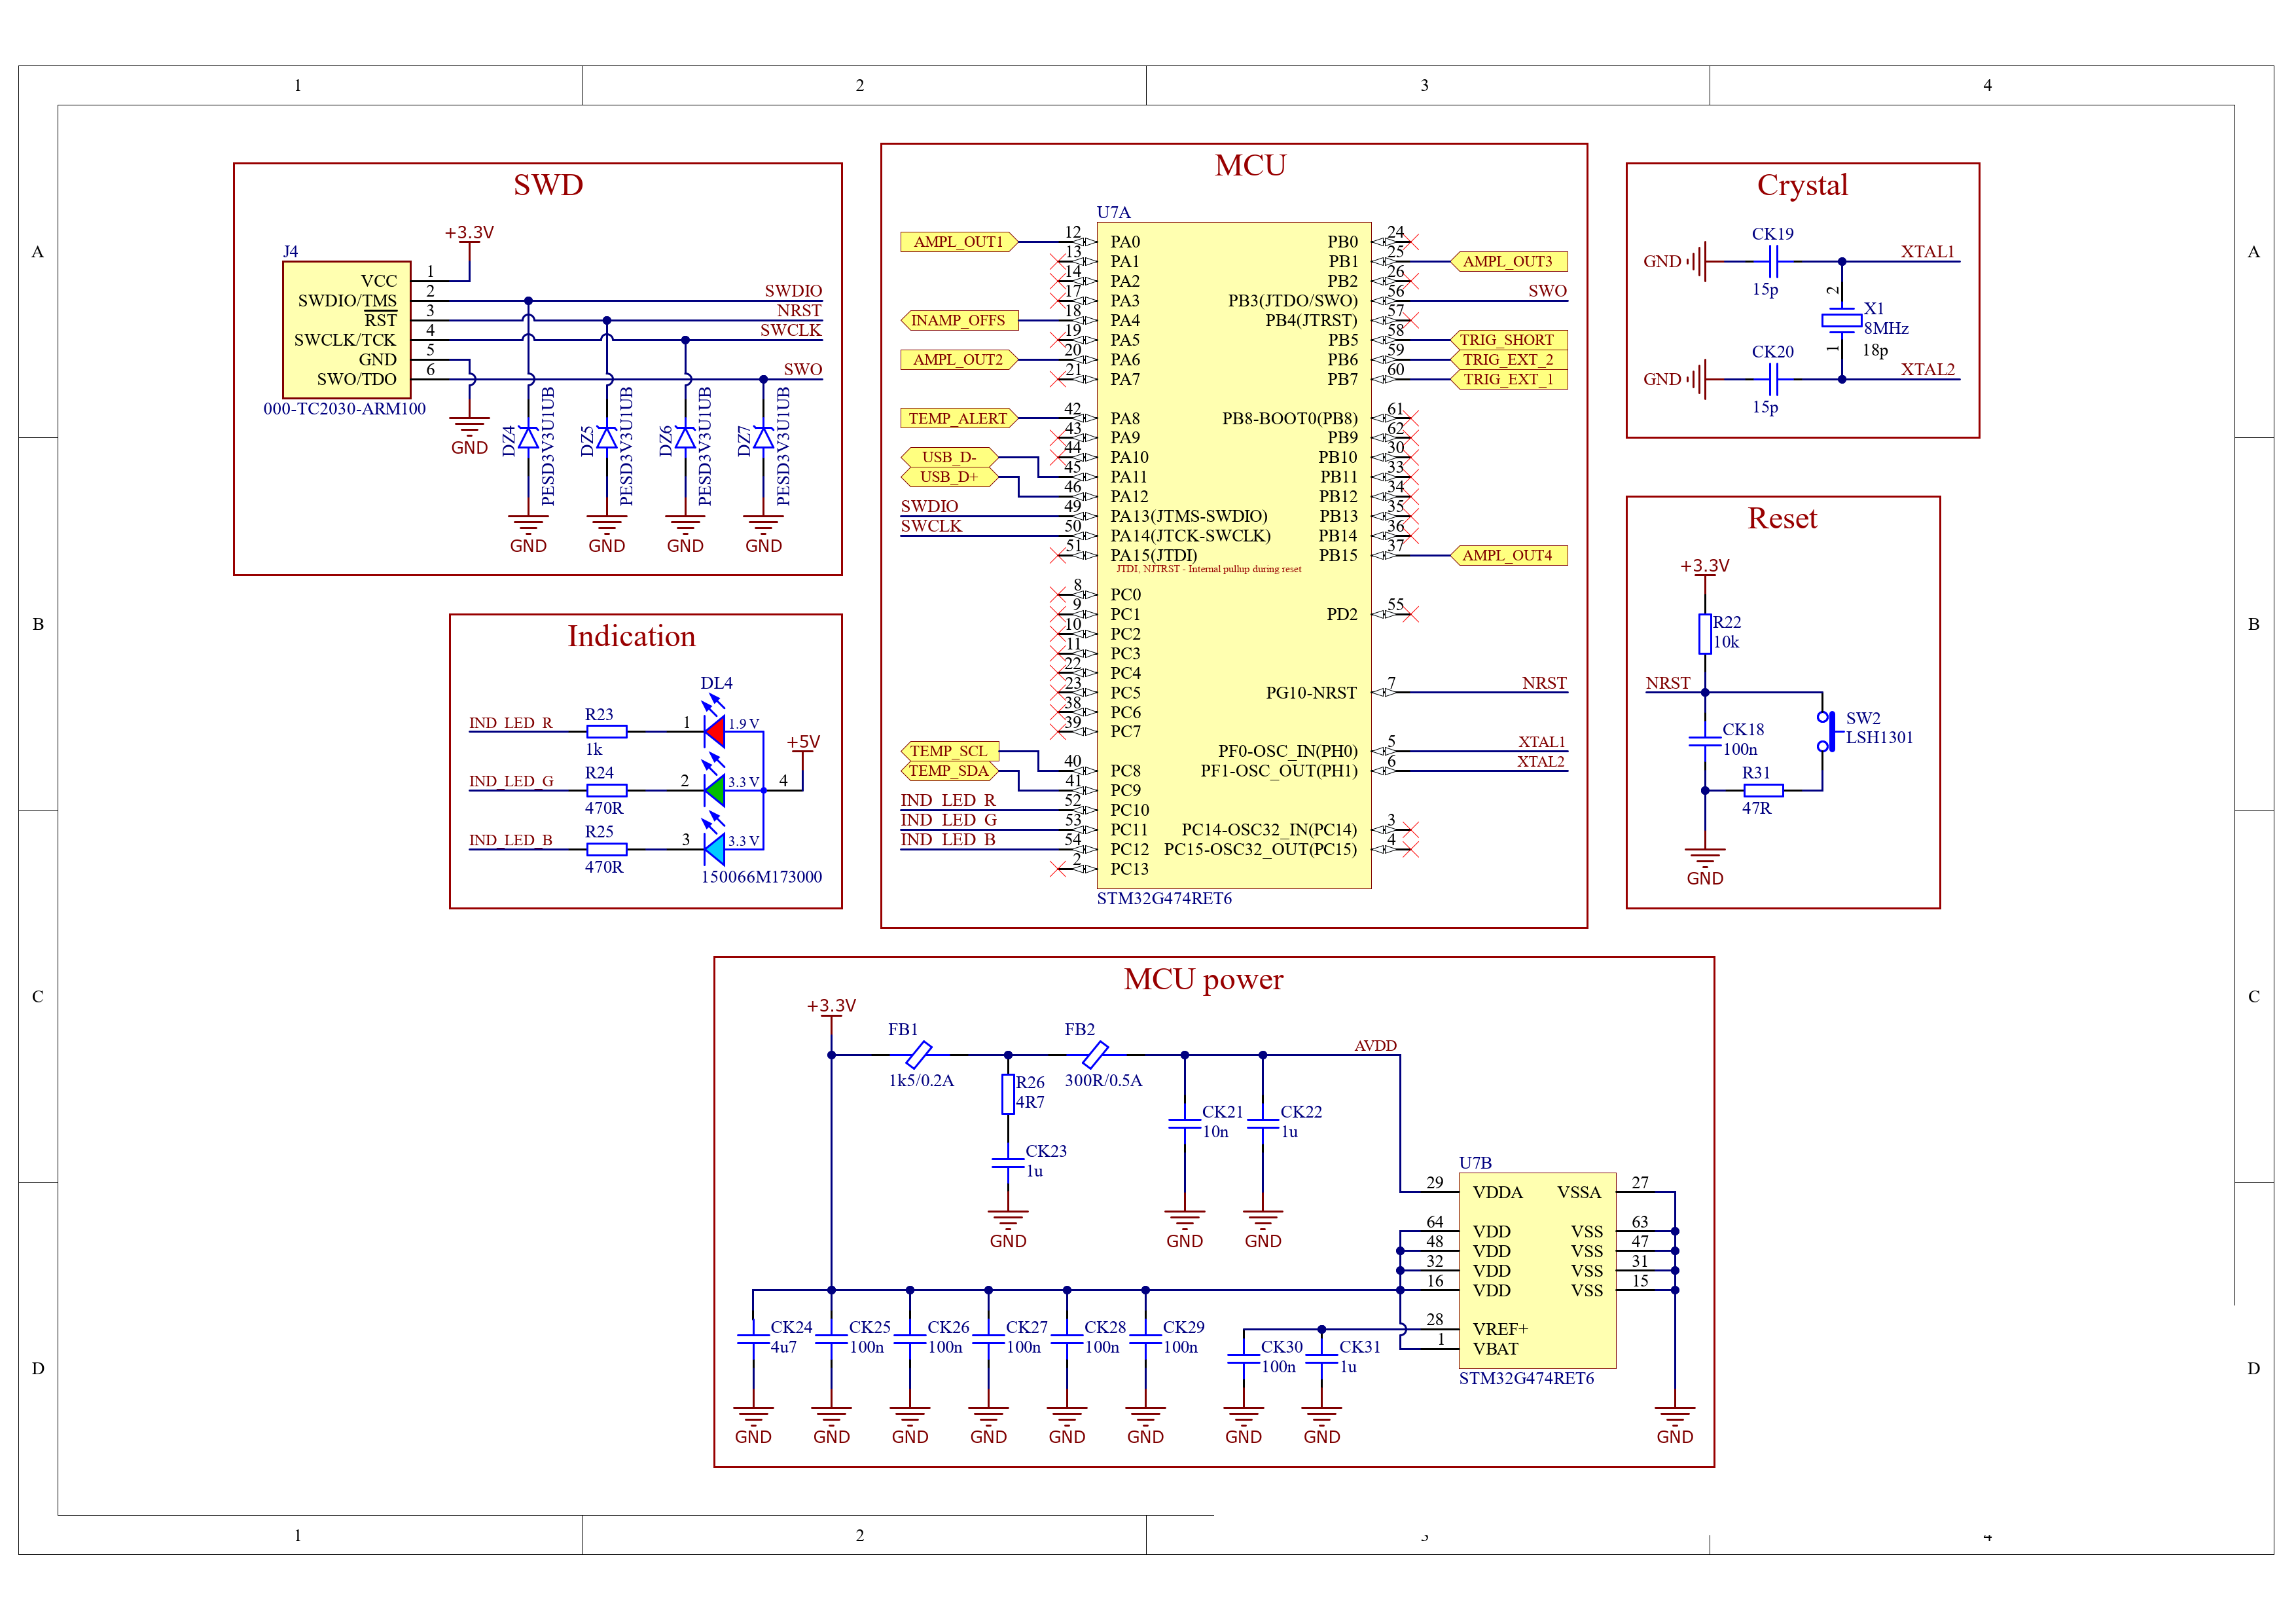 1 2 3 4
A A
B B
C C
D D
SWD
+3.3V
J4
VCC 1
SWDIO/TMS 2 SWDIO
RST 3 NRST
SWCLK/TCK 4 SWCLK
GND 5
SWO/TDO 6 SWO
000-TC2030-ARM100
GND
DZ4 PESD3V3U1UB
DZ5 PESD3V3U1UB
DZ6 PESD3V3U1UB
DZ7 PESD3V3U1UB
GND GND GND GND
Indication
DL4
IND_LED_R R23 1k 1 1.9 V
+5V
IND_LED_G R24 470R 2 3.3 V 4
IND_LED_B R25 470R 3 3.3 V
150066M173000
MCU
U7A
AMPL_OUT1 12 PA0
13 PA1
14 PA2
17 PA3
INAMP_OFFS 18 PA4
19 PA5
AMPL_OUT2 20 PA6
21 PA7
TEMP_ALERT 42 PA8
43 PA9
USB_D- 44 PA10
USB_D+ 45 PA11
46 PA12
SWDIO 49 PA13(JTMS-SWDIO)
SWCLK 50 PA14(JTCK-SWCLK)
51 PA15(JTDI)
JTDI, NJTRST - Internal pullup during reset
8 PC0
9 PC1
10 PC2
11 PC3
22 PC4
23 PC5
38 PC6
39 PC7
TEMP_SCL
TEMP_SDA 40 PC8
41 PC9
IND_LED_R 52 PC10
IND_LED_G 53 PC11
IND_LED_B 54 PC12
2 PC13
PB0 24
PB1 25 AMPL_OUT3
PB2 26
PB3(JTDO/SWO) 56 SWO
PB4(JTRST) 57
PB5 58 TRIG_SHORT
PB6 59 TRIG_EXT_2
PB7 60 TRIG_EXT_1
PB8-BOOT0(PB8) 61
PB9 62
PB10 30
PB11 33
PB12 34
PB13 35
PB14 36
PB15 37 AMPL_OUT4
PD2 55
PG10-NRST 7 NRST
PF0-OSC_IN(PH0) 5 XTAL1
PF1-OSC_OUT(PH1) 6 XTAL2
PC14-OSC32_IN(PC14) 3
PC15-OSC32_OUT(PC15) 4
STM32G474RET6
Crystal
CK19
GND XTAL1
15p
2 X1
8MHz
1 18p
CK20
GND XTAL2
15p
Reset
+3.3V
R22
10k
NRST
CK18
100n
SW2
LSH1301
R31
47R
GND
MCU power
+3.3V
FB1 FB2
AVDD
1k5/0.2A 300R/0.5A
R26
4R7
CK23
1u
CK21
10n
CK22
1u
GND GND GND
U7B
29 VDDA VSSA 27
64 VDD VSS 63
48 VDD VSS 47
32 VDD VSS 31
16 VDD VSS 15
28 VREF+
1 VBAT
STM32G474RET6
CK24 CK25 CK26 CK27 CK28 CK29
4u7 100n 100n 100n 100n 100n
CK30 CK31
100n 1u
GND GND GND GND GND GND GND GND GND
1 2 3 4